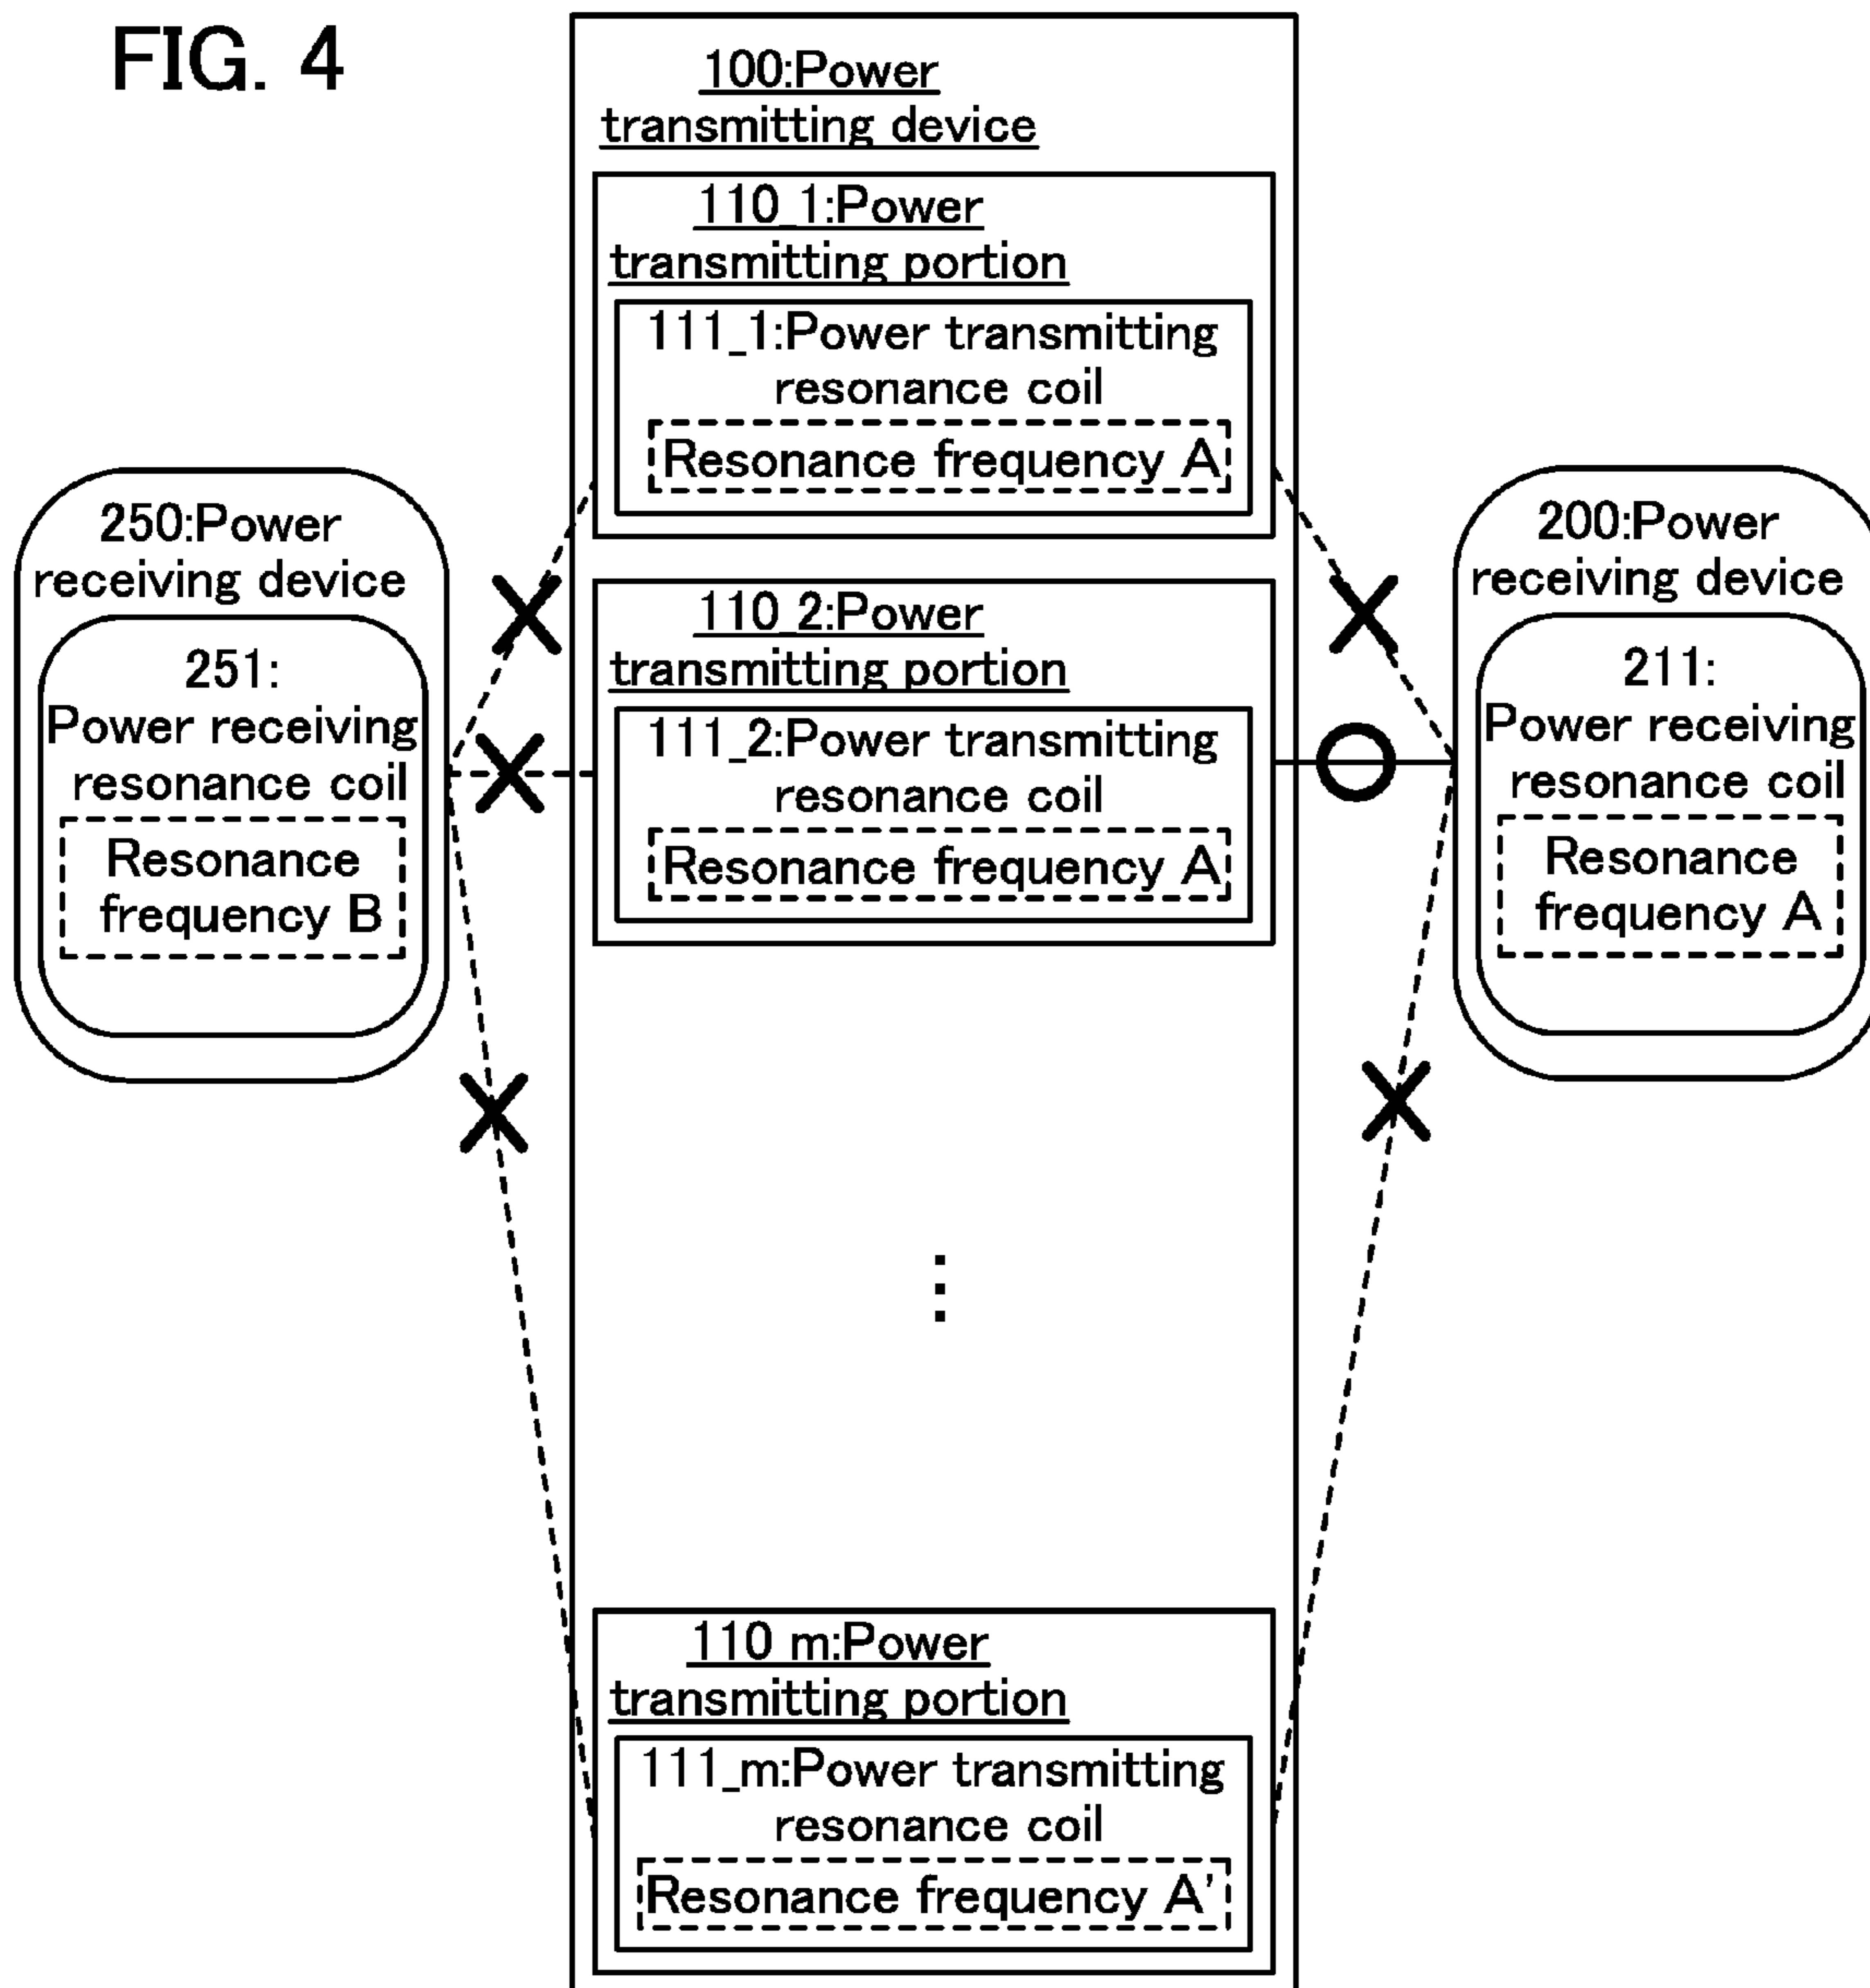 FIG. 4
100:Power
transmitting device
110_1:Power
transmitting portion
111_1:Power transmitting
resonance coil
Resonance frequency A
250:Power
receiving device
251:
Power receiving
resonance coil
Resonance
frequency B
110_2:Power
transmitting portion
111_2:Power transmitting
resonance coil
Resonance frequency A
200:Power
receiving device
211:
Power receiving
resonance coil
Resonance
frequency A
110_m:Power
transmitting portion
111_m:Power transmitting
resonance coil
Resonance frequency A'